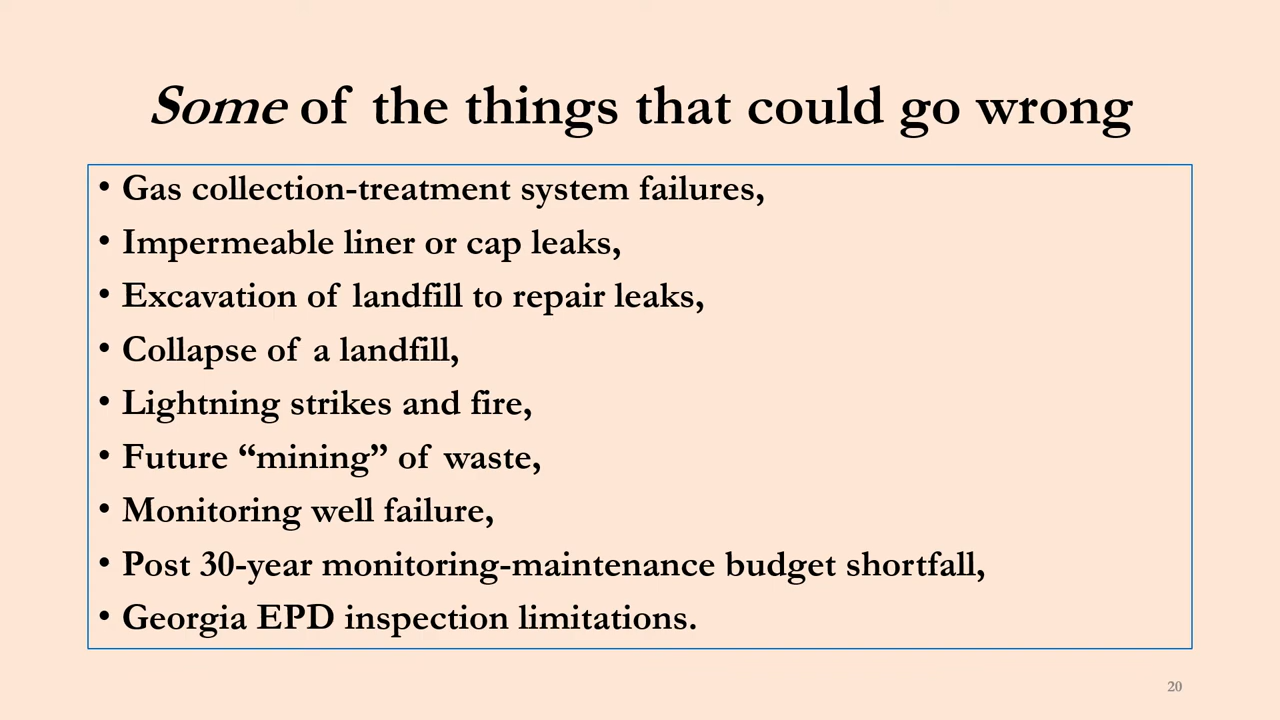 Some of the things that could go wrong
• Gas collection-treatment system failures,
• Impermeable liner or cap leaks,
• Excavation of landfill to repair leaks,
• Collapse of a landfill,
• Lightning strikes and fire,
• Future “mining” of waste,
• Monitoring well failure,
• Post 30-year monitoring-maintenance budget shortfall,
• Georgia EPD inspection limitations.
20